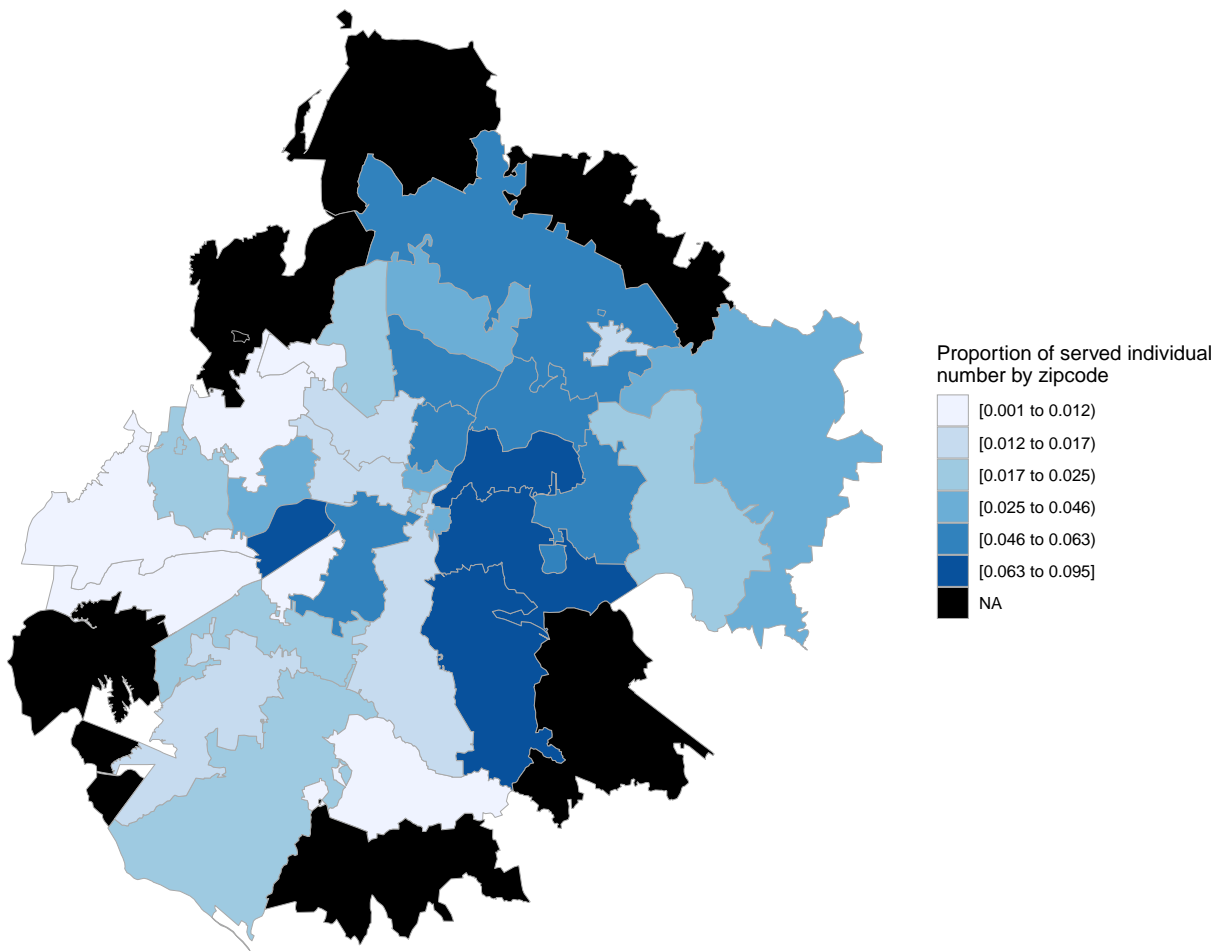 Proportion of served individual
number by zipcode
[0.001 to 0.012)
[0.012 to 0.017)
[0.017 to 0.025)
[0.025 to 0.046)
[0.046 to 0.063)
[0.063 to 0.095]
NA